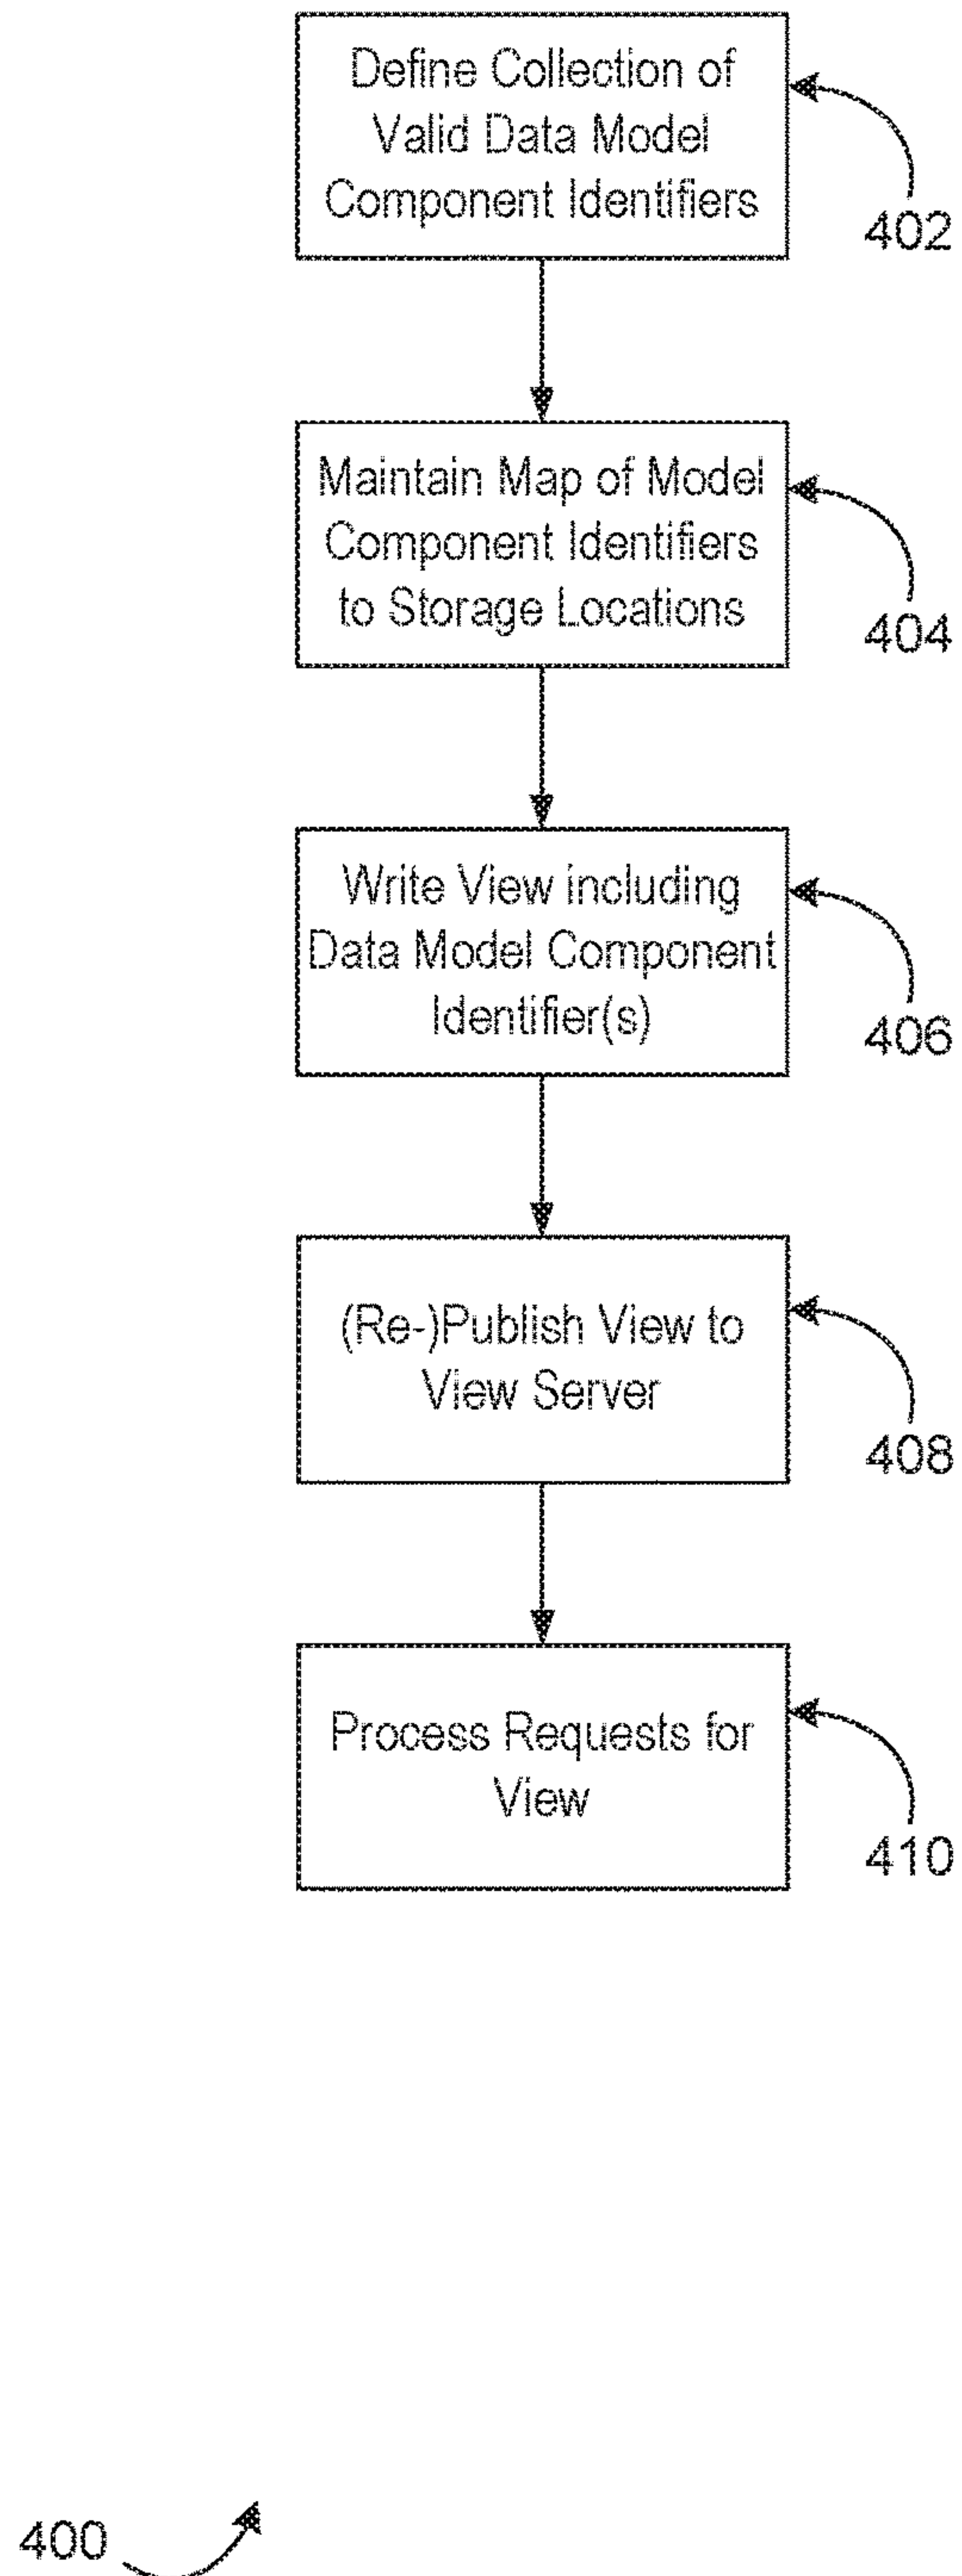 Define Collection of
Valid Data Model
Component Identifiers
402
Maintain Map of Model
Component Identifiers
to Storage Locations
404
Write View including
Data Model Component
Identifier(s)
406
(Re-)Publish View to
View Server
408
Process Requests for
View
410
400